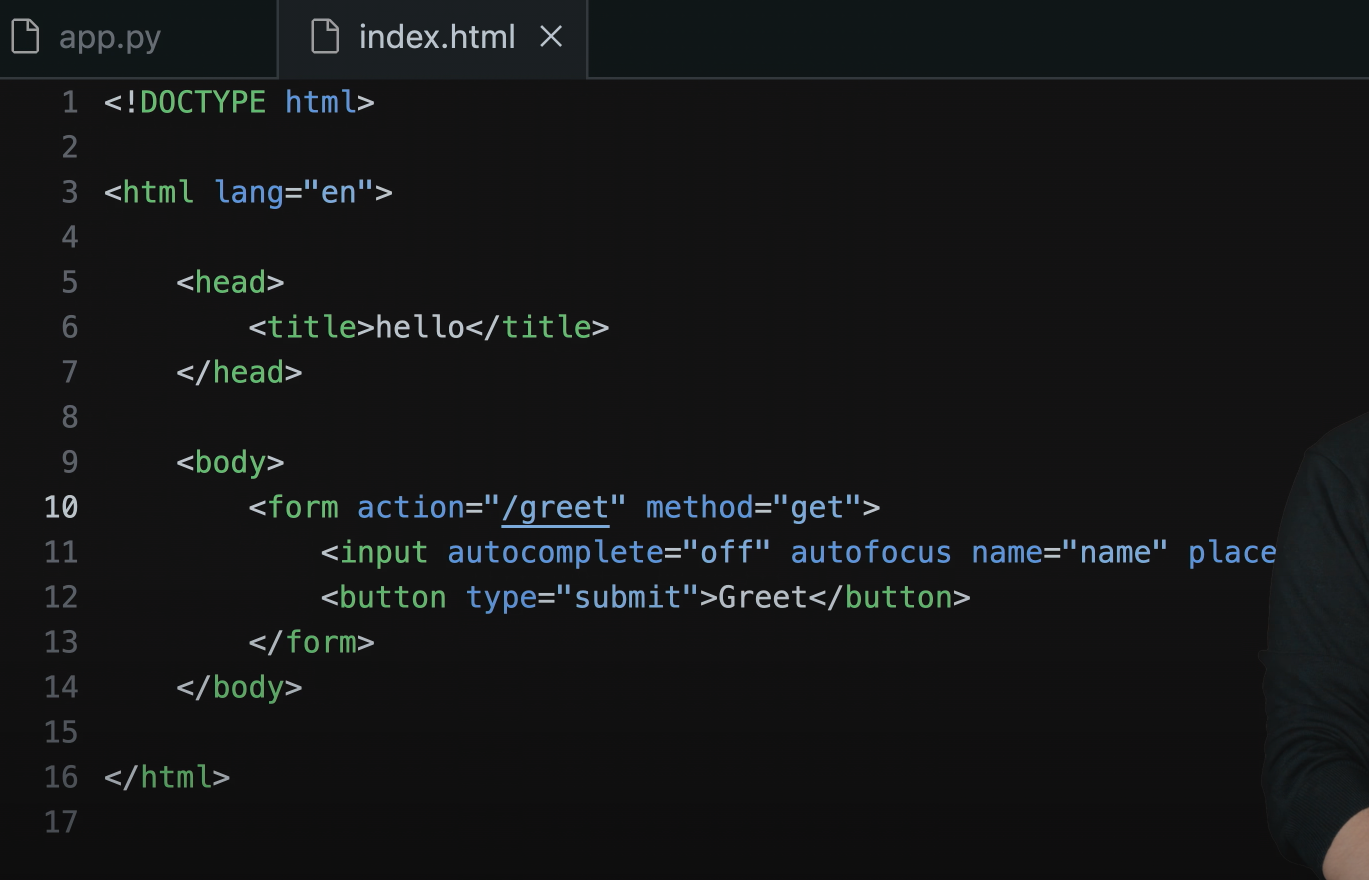 app.py
index.html
1 <!DOCTYPE html>
2
3 <html lang="en">
4
5     <head>
6         <title>hello</title>
7     </head>
8
9     <body>
10         <form action="/greet" method="get">
11             <input autocomplete="off" autofocus name="name" place
12             <button type="submit">Greet</button>
13         </form>
14     </body>
15
16 </html>
17